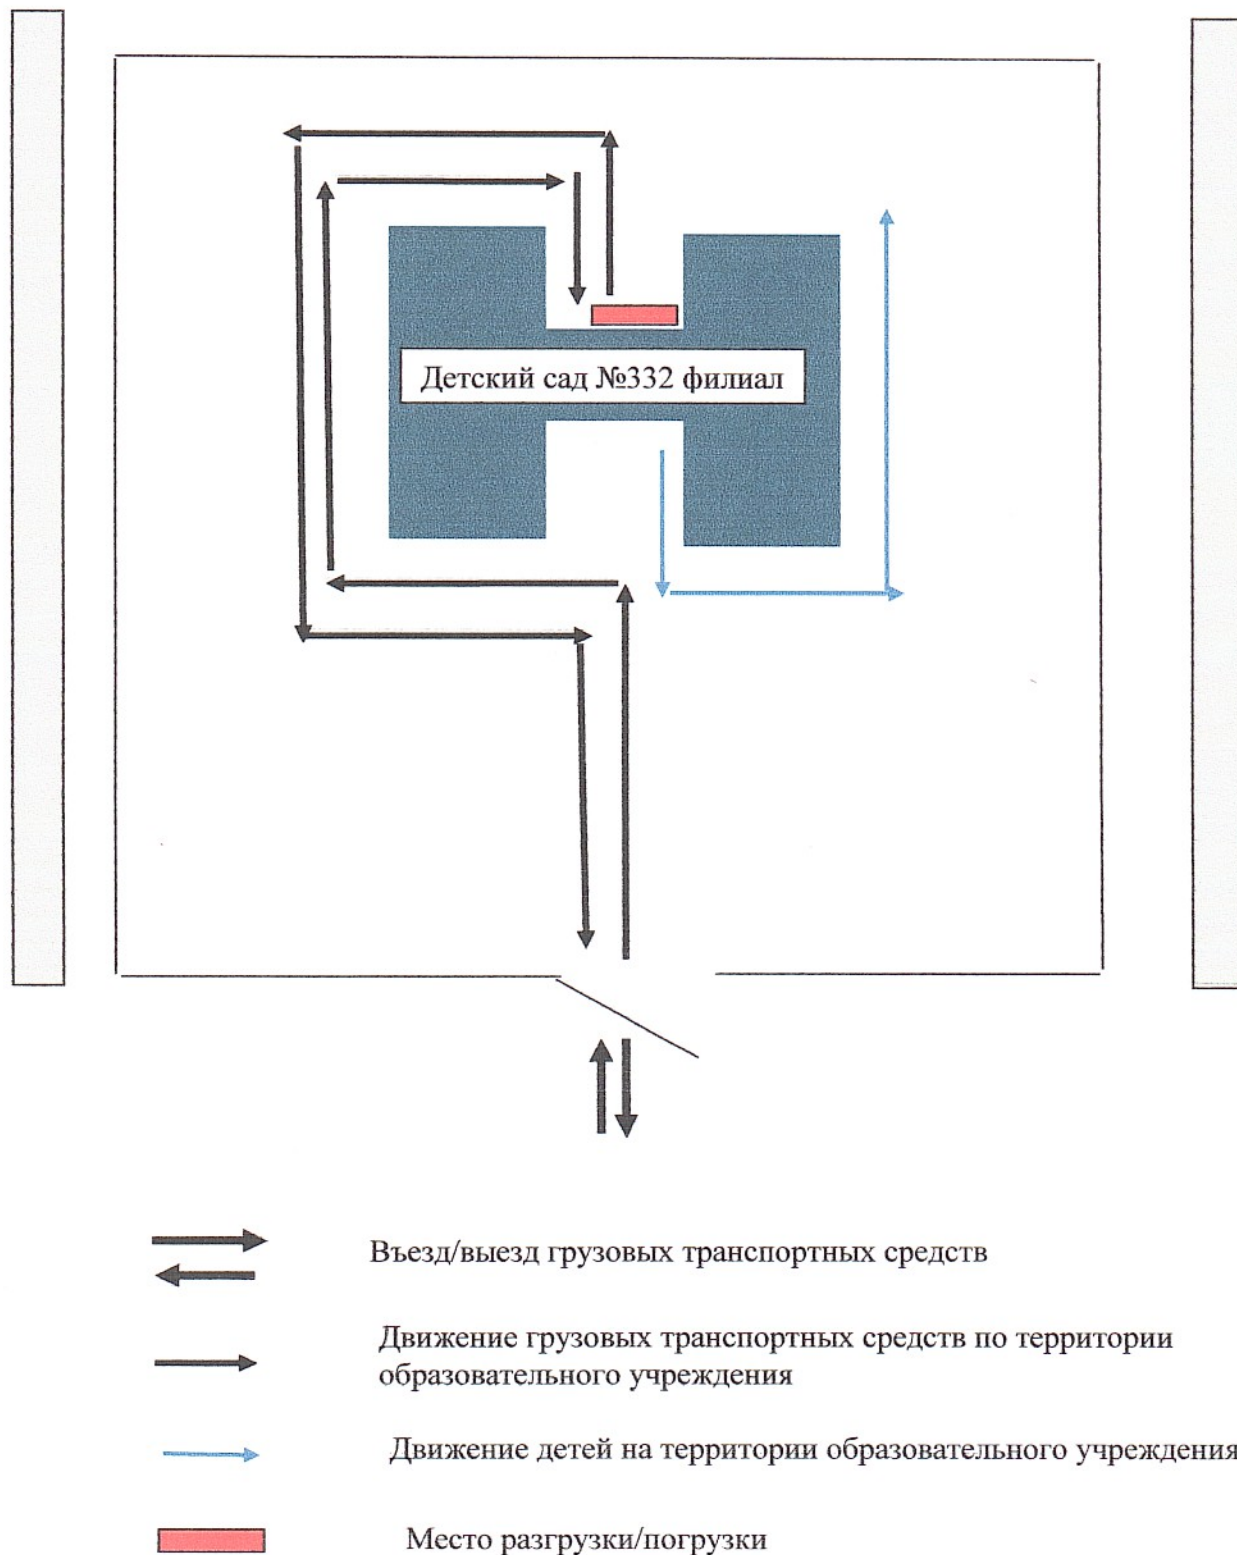 Детский сад №332 филиал
Въезд/выезд грузовых транспортных средств
Движение грузовых транспортных средств по территории
образовательного учреждения
Движение детей на территории образовательного учреждения
Место разгрузки/погрузки